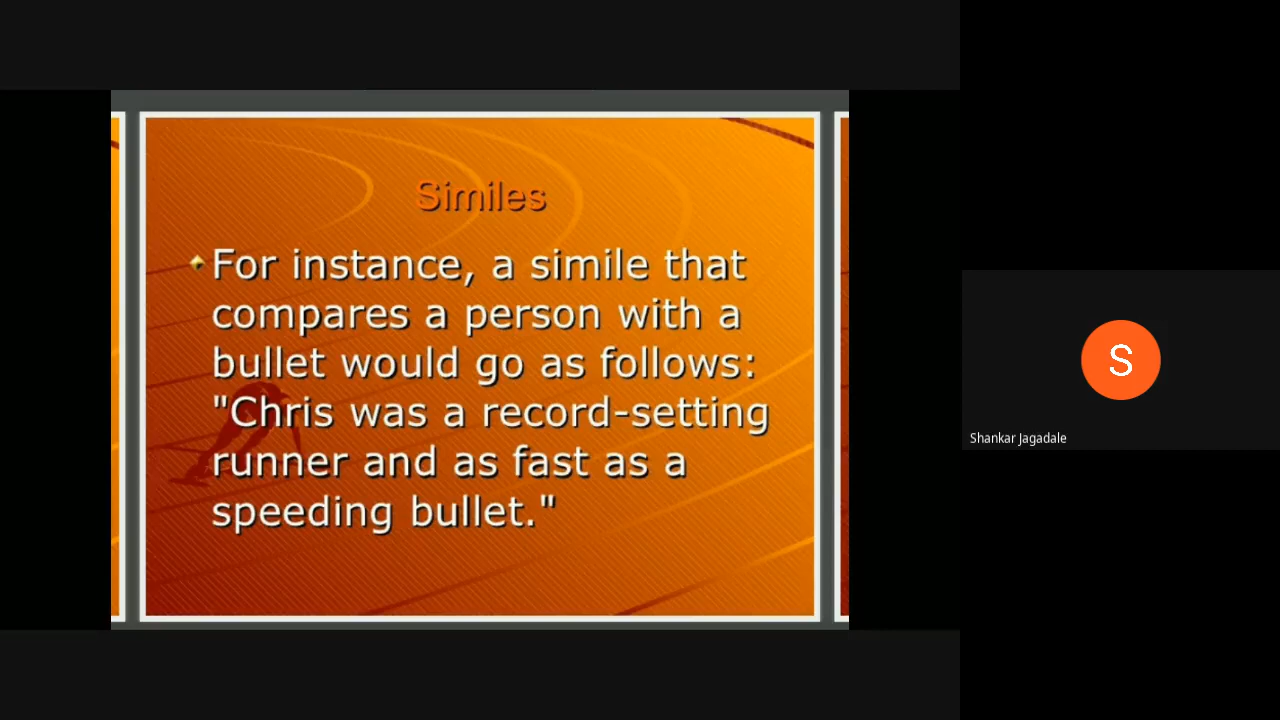 Similes
For instance, a simile that
compares a person with a
bullet would go as follows:
"Chris was a record-setting
runner and as fast as a
speeding bullet."
S
Shankar Jagadale